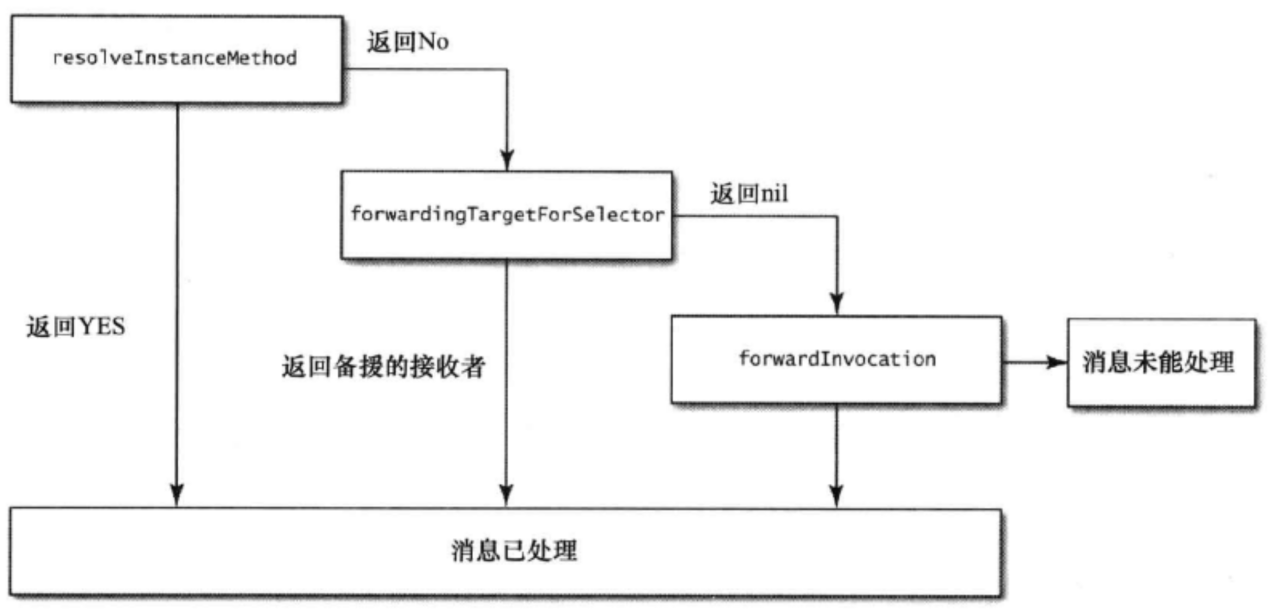 resolveInstanceMethod
返回No
forwardingTargetForSelector
返回nil
返回YES
返回备援的接收者
forwardInvocation
消息未能处理
消息已处理